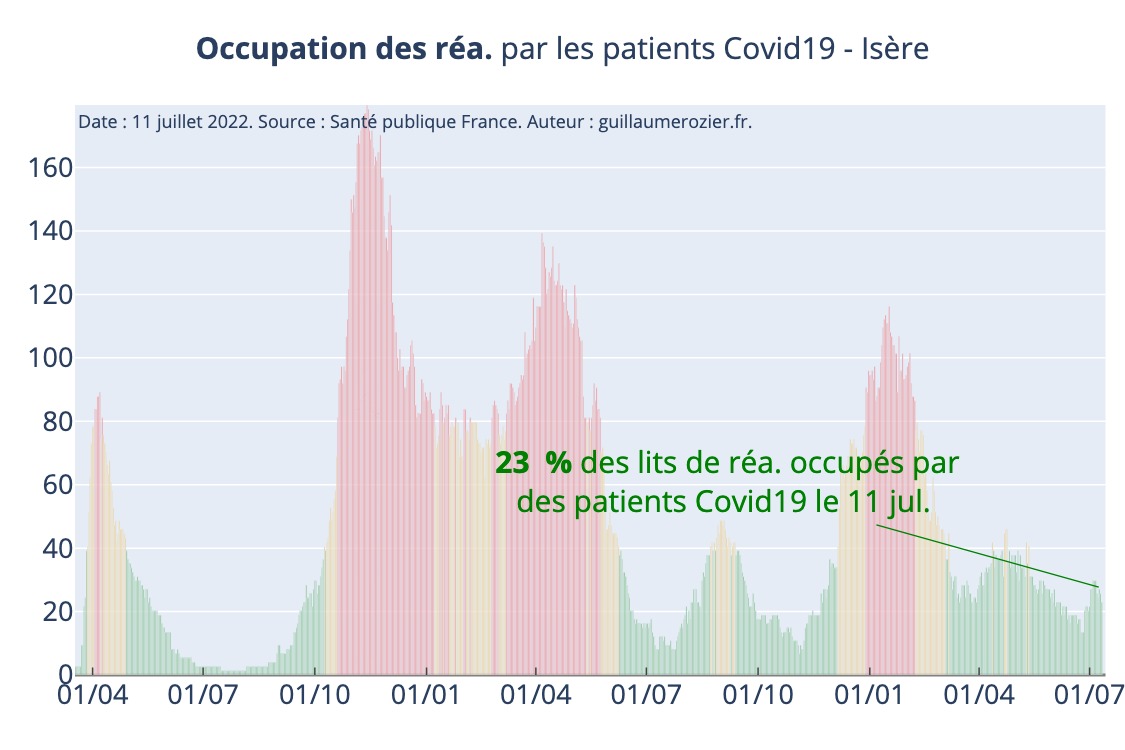 Occupation des réa. par les patients Covid19 - Isère
Date : 11 juillet 2022. Source : Santé publique France. Auteur : guillaumerozier.fr.
160
140
120
100
80
60
40
20
0
23  % des lits de réa. occupés par
des patients Covid19 le 11 jul.
01/04 01/07 01/10 01/01 01/04 01/07 01/10 01/01 01/04 01/07